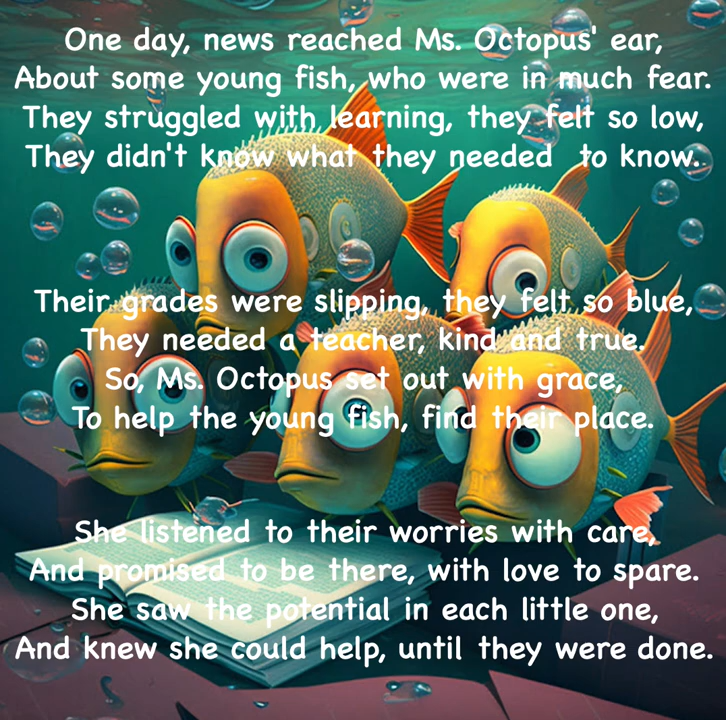 One day, news reached Ms. Octopus' ear,
About some young fish, who were in much fear.
They struggled with learning, they felt so low,
They didn't know what they needed to know.
Their grades were slipping, they felt so blue,
They needed a teacher, kind and true.
So, Ms. Octopus set out with grace,
To help the young fish, find their place.
She listened to their worries with care,
And promised to be there, with love to spare.
She saw the potential in each little one,
And knew she could help, until they were done.